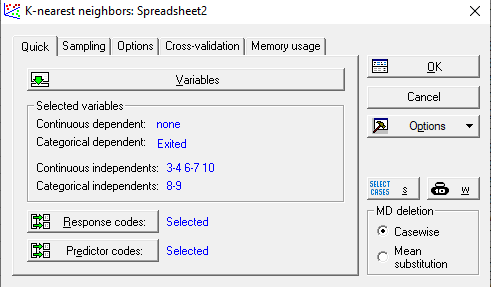 K-nearest neighbors: Spreadsheet2
Quick Sampling Options Cross-validation Memory usage
Variables
Selected variables
Continuous dependent: none
Categorical dependent: Exited
Continuous independents: 3-4 6-7 10
Categorical independents: 8-9
Response codes: Selected
Predictor codes: Selected
OK
Cancel
Options
SELECT CASES S
10 W
MD deletion
Casewise
Mean substitution